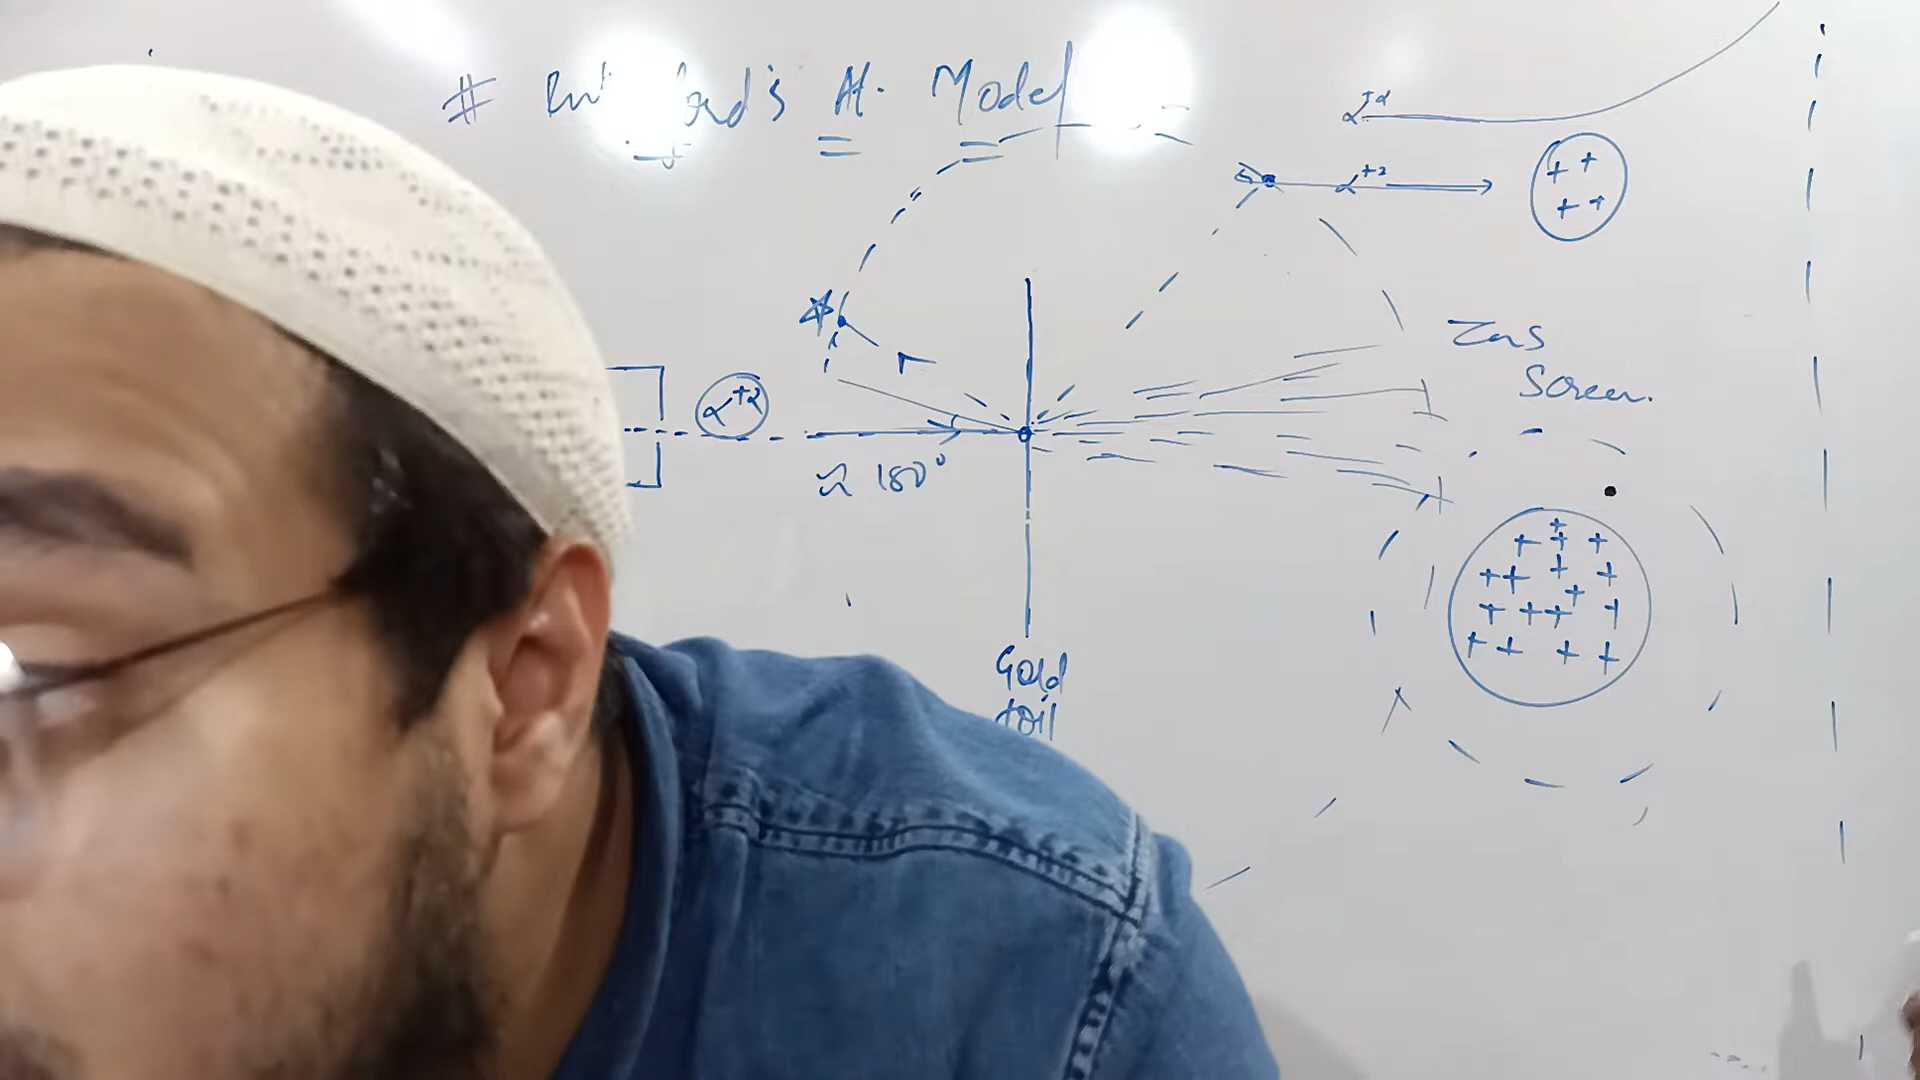 # Rutherford's At. Model
α+2
α+2
α+2
ZnS
Screen.
≈ 180°
Gold
foil
+ +
+ +
+
+ + +
+ + + +
+ + + + +
+ + + +